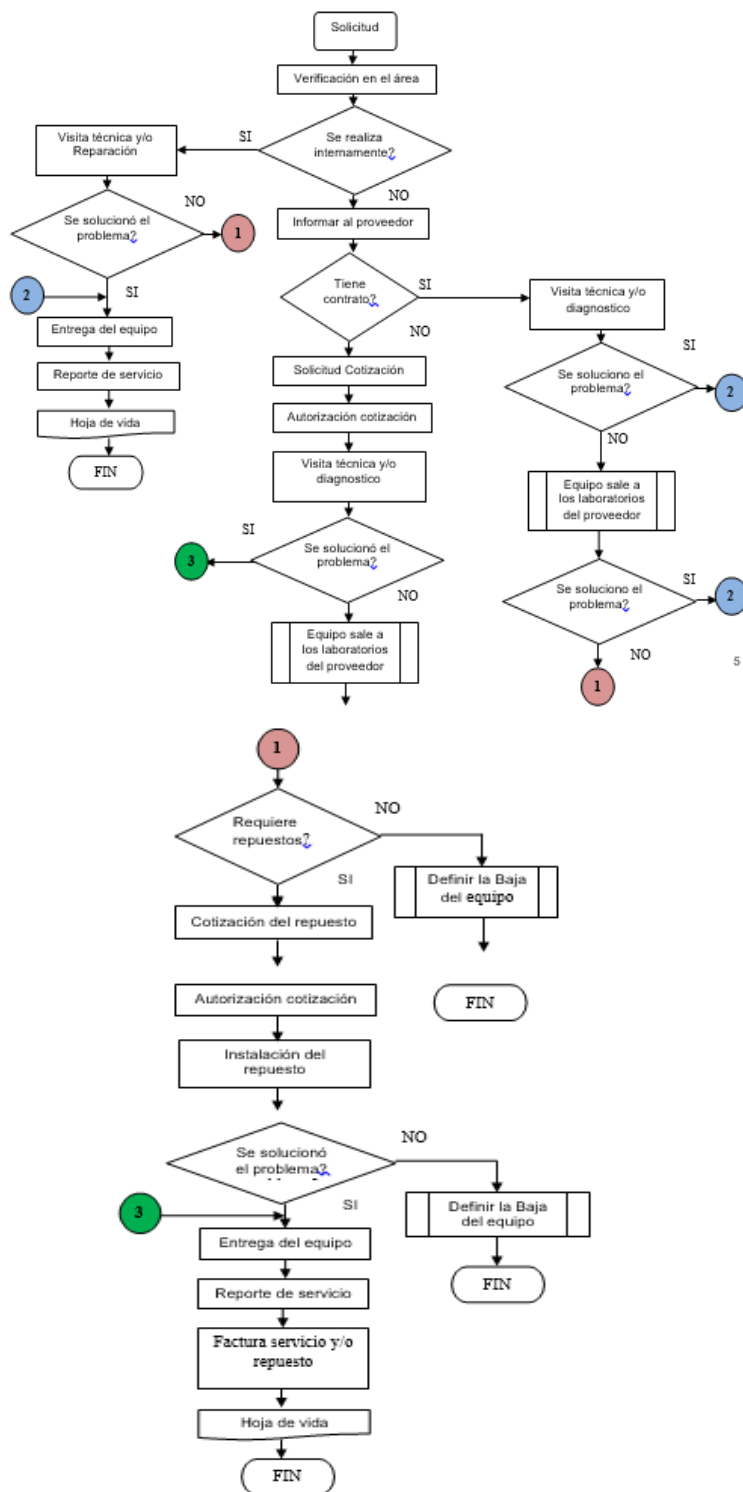 Solicitud
Verificación en el área
Se realiza
internamente?
SI
NO
Visita técnica y/o
Reparación
Se solucionó el
problema?
NO
1
SI
2
Entrega del equipo
Reporte de servicio
Hoja de vida
FIN
Informar al proveedor
Tiene
contrato?
SI
NO
Solicitud Cotización
Autorización cotización
Visita técnica y/o
diagnostico
Se solucionó el
problema?
SI
3
NO
Equipo sale a
los laboratorios
del proveedor
Visita técnica y/o
diagnostico
Se soluciono el
problema?
SI
2
NO
Equipo sale a
los laboratorios
del proveedor
Se soluciono el
problema?
SI
2
NO
1
5
1
Requiere
repuestos?
NO
Definir la Baja
del equipo
FIN
SI
Cotización del repuesto
Autorización cotización
Instalación del
repuesto
Se solucionó
el problema?
NO
Definir la Baja
del equipo
FIN
SI
3
Entrega del equipo
Reporte de servicio
Factura servicio y/o
repuesto
Hoja de vida
FIN